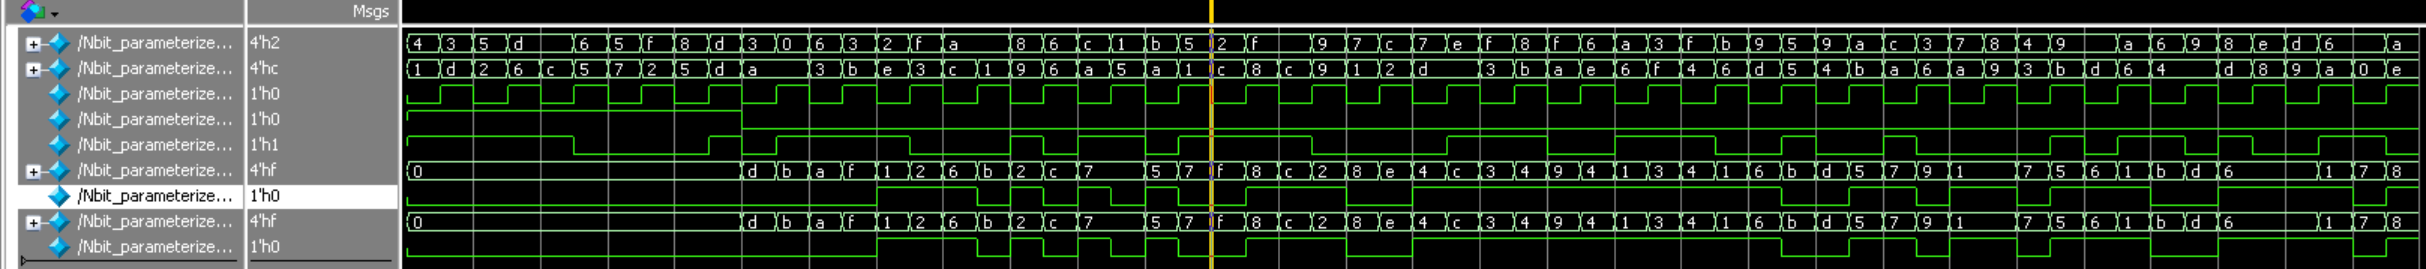 Msgs
/Nbit_parameterize... 4'h2 4 3 5 d 6 5 f 8 d 3 0 6 3 2 f a 8 6 c 1 b 5 2 f 9 7 c 7 e f 8 f 6 a 3 f b 9 5 9 a c 3 7 8 4 9 a 6 9 8 e d 6 a
/Nbit_parameterize... 4'hc 1 d 2 6 c 5 7 2 5 d a 3 b e 3 c 1 9 6 a 5 a 1 c 8 c 9 1 2 d 3 b a e 6 f 4 6 d 5 4 b a 6 a 9 3 b d 6 4 d 8 9 a 0 e
/Nbit_parameterize... 1'h0
/Nbit_parameterize... 1'h0
/Nbit_parameterize... 1'h1
/Nbit_parameterize... 4'hf 0 d b a f 1 2 6 b 2 c 7 5 7 f 8 c 2 8 e 4 c 3 4 9 4 1 3 4 1 6 b d 5 7 9 1 7 5 6 1 b d 6 1 7 8
/Nbit_parameterize... 1'h0
/Nbit_parameterize... 4'hf 0 d b a f 1 2 6 b 2 c 7 5 7 f 8 c 2 8 e 4 c 3 4 9 4 1 3 4 1 6 b d 5 7 9 1 7 5 6 1 b d 6 1 7 8
/Nbit_parameterize... 1'h0